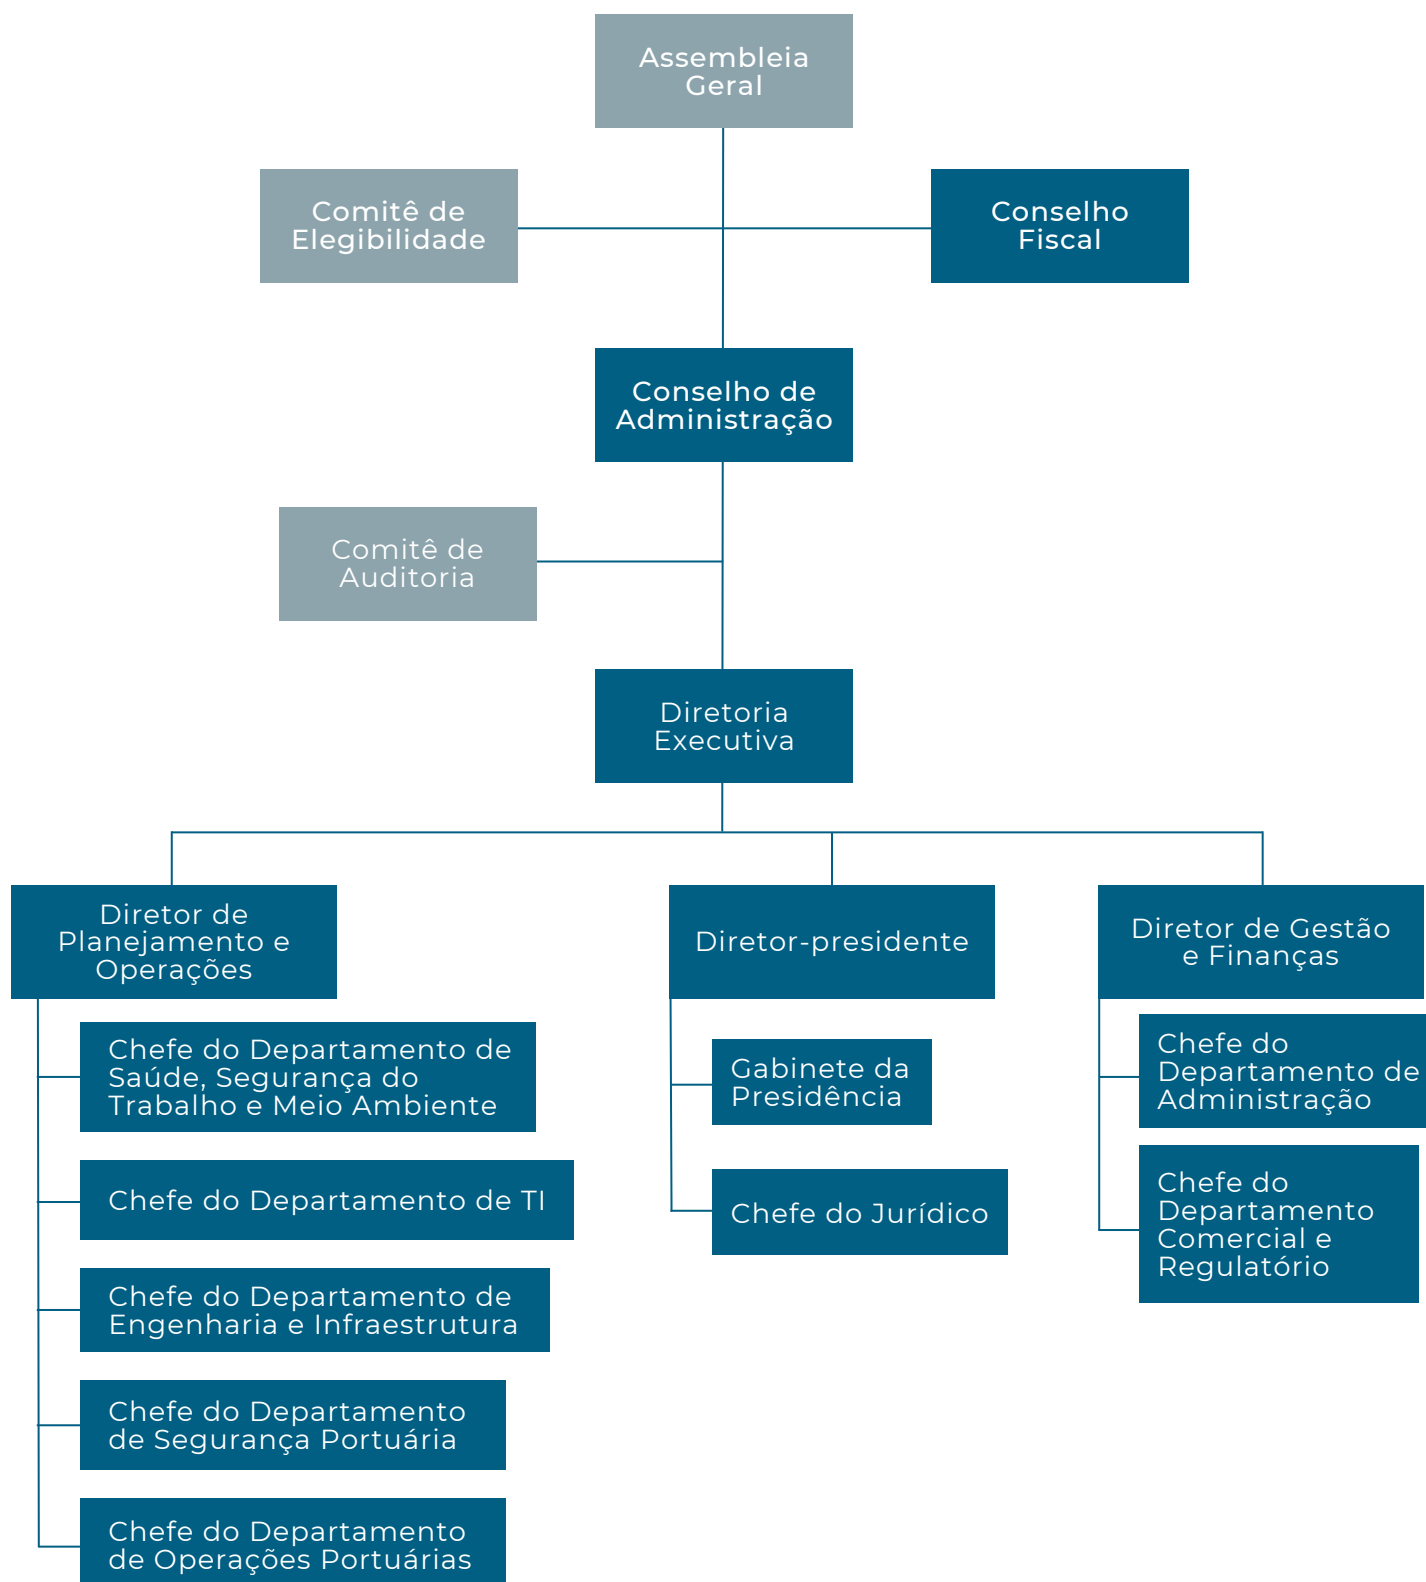 Assembleia
Geral
Comitê de
Elegibilidade
Conselho
Fiscal
Conselho de
Administração
Comitê de
Auditoria
Diretoria
Executiva
Diretor de
Planejamento e
Operações
Chefe do Departamento de
Saúde, Segurança do
Trabalho e Meio Ambiente
Chefe do Departamento de TI
Chefe do Departamento de
Engenharia e Infraestrutura
Chefe do Departamento
de Segurança Portuária
Chefe do Departamento
de Operações Portuárias
Diretor-presidente
Gabinete da
Presidência
Chefe do Jurídico
Diretor de Gestão
e Finanças
Chefe do
Departamento de
Administração
Chefe do
Departamento
Comercial e
Regulatório